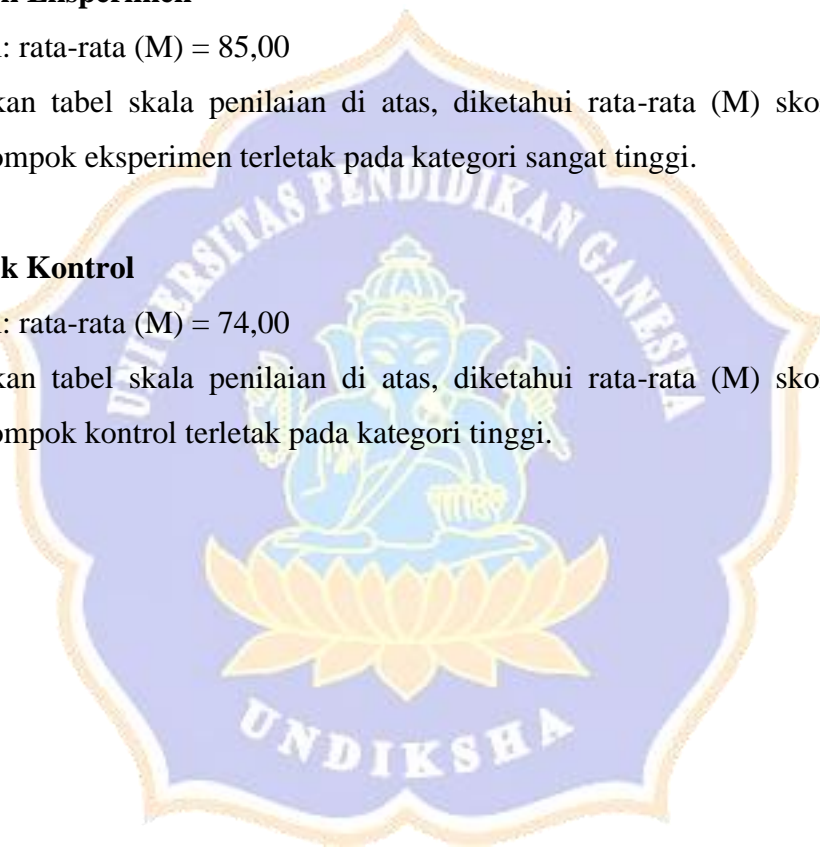 k Eksperimen
: rata-rata (M) = 85,00
kan tabel skala penilaian di atas, diketahui rata-rata (M) sko
ompok eksperimen terletak pada kategori sangat tinggi.
k Kontrol
: rata-rata (M) = 74,00
kan tabel skala penilaian di atas, diketahui rata-rata (M) sko
ompok kontrol terletak pada kategori tinggi.
UNIVERSITAS PENDIDIKAN GANESHA
UNDIKSHA